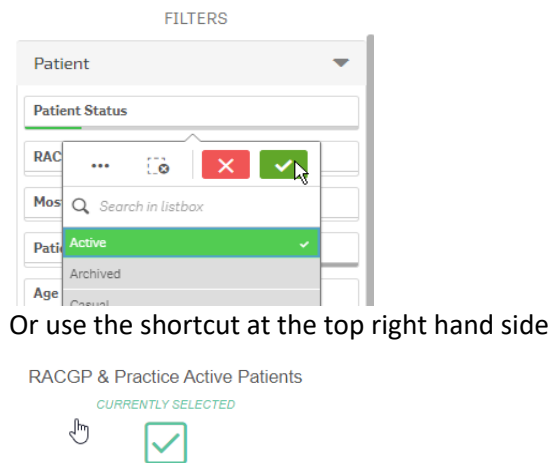 FILTERS
Patient
Patient Status
RAC
Mos
Search in listbox
Pati
Active
Archived
Age
Casual
Or use the shortcut at the top right hand side
RACGP & Practice Active Patients
CURRENTLY SELECTED